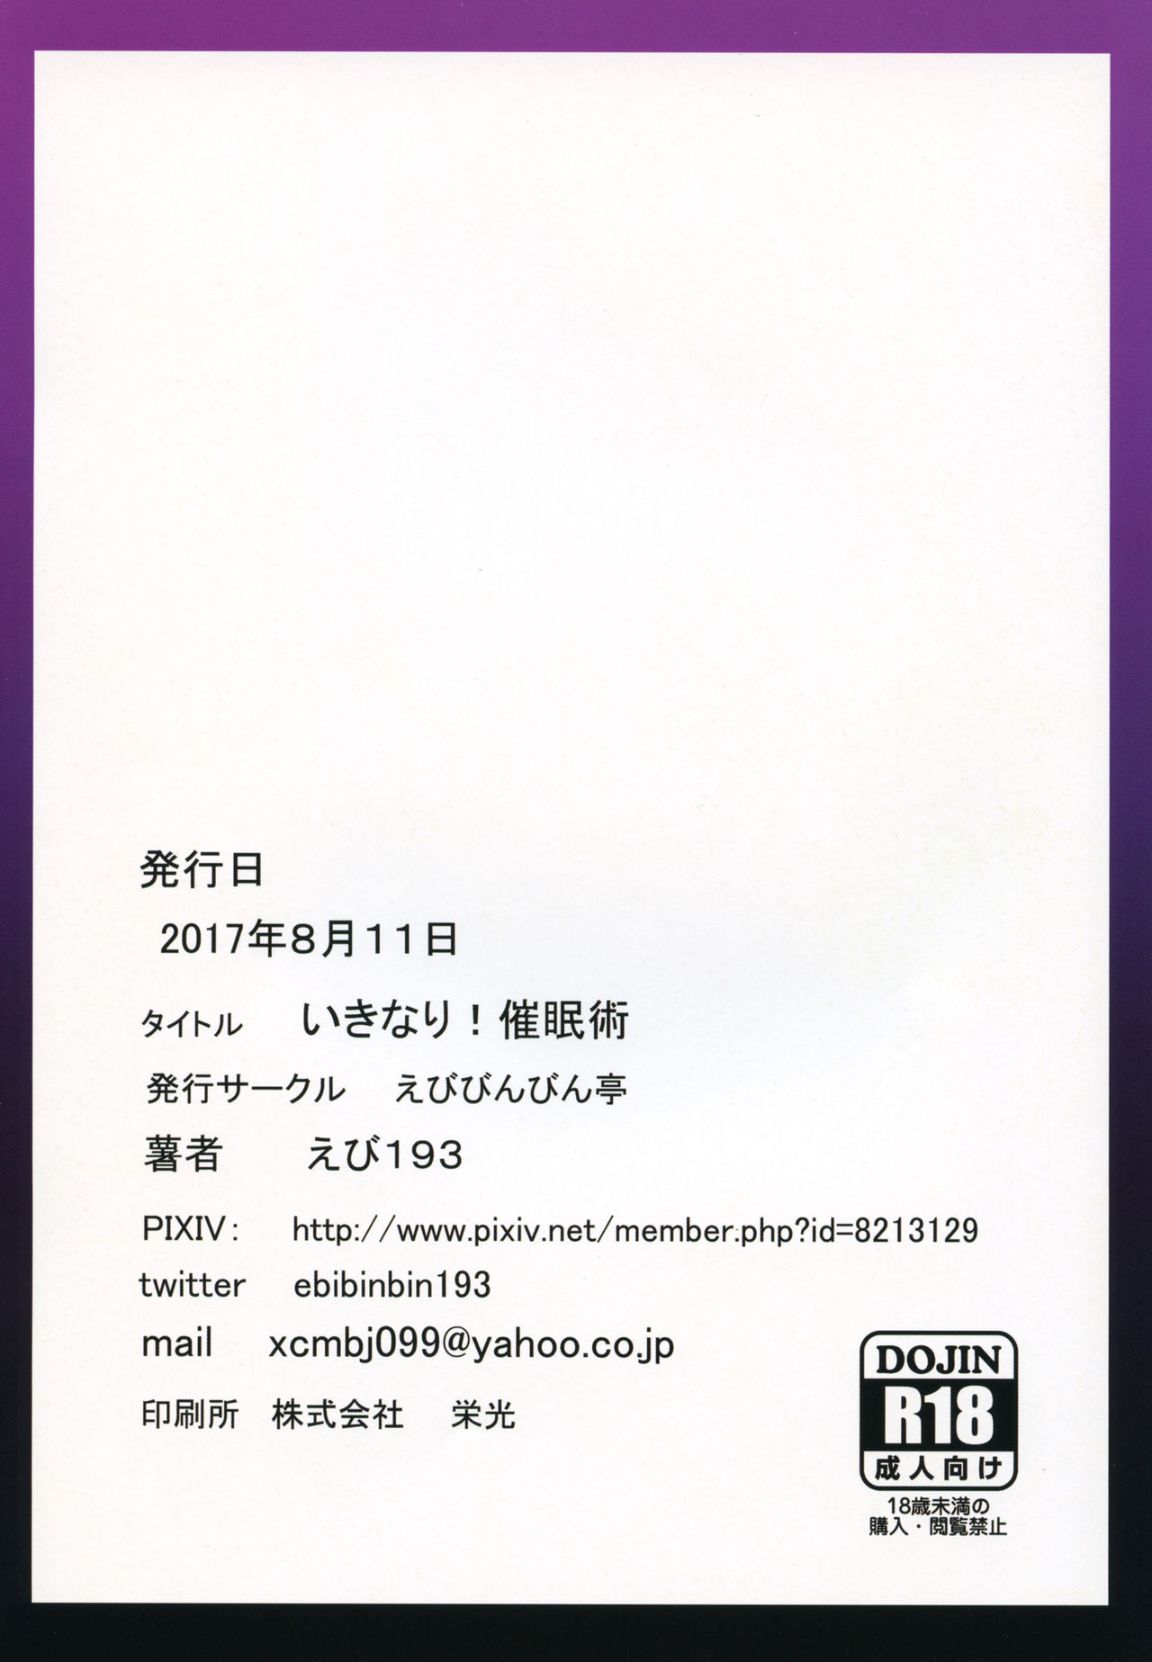 発行日
2017年8月11日
タイトル いきなり！催眠術
発行サークル えびびんびん亭
薯者 えび193
PIXIV: http://www.pixiv.net/member.php?id=8213129
twitter ebibinbin193
mail xcmbj099@yahoo.co.jp
印刷所 株式会社 栄光
DOJIN
R18
成人向け
18歳未満の
購入・閲覧禁止